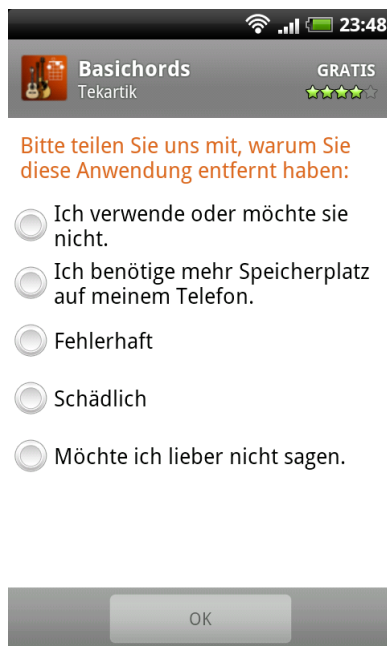 23:48
Basichords GRATIS
Tekartik
Bitte teilen Sie uns mit, warum Sie
diese Anwendung entfernt haben:
Ich verwende oder möchte sie
nicht.
Ich benötige mehr Speicherplatz
auf meinem Telefon.
Fehlerhaft
Schädlich
Möchte ich lieber nicht sagen.
OK